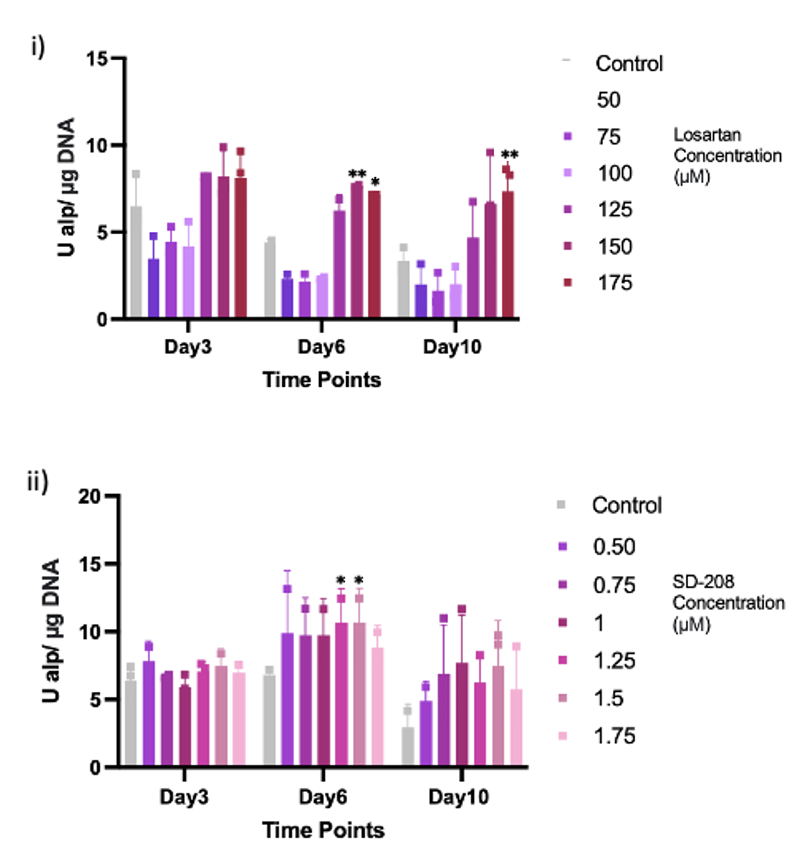 i)
15
10
5
0
U alp/ µg DNA
** *
**
Day3 Day6 Day10
Time Points
Control
50
75
100
125
150
175
Losartan
Concentration
(µM)
ii)
20
15
10
5
0
U alp/ µg DNA
* *
Day3 Day6 Day10
Time Points
Control
0.50
0.75
1
1.25
1.5
1.75
SD-208
Concentration
(µM)